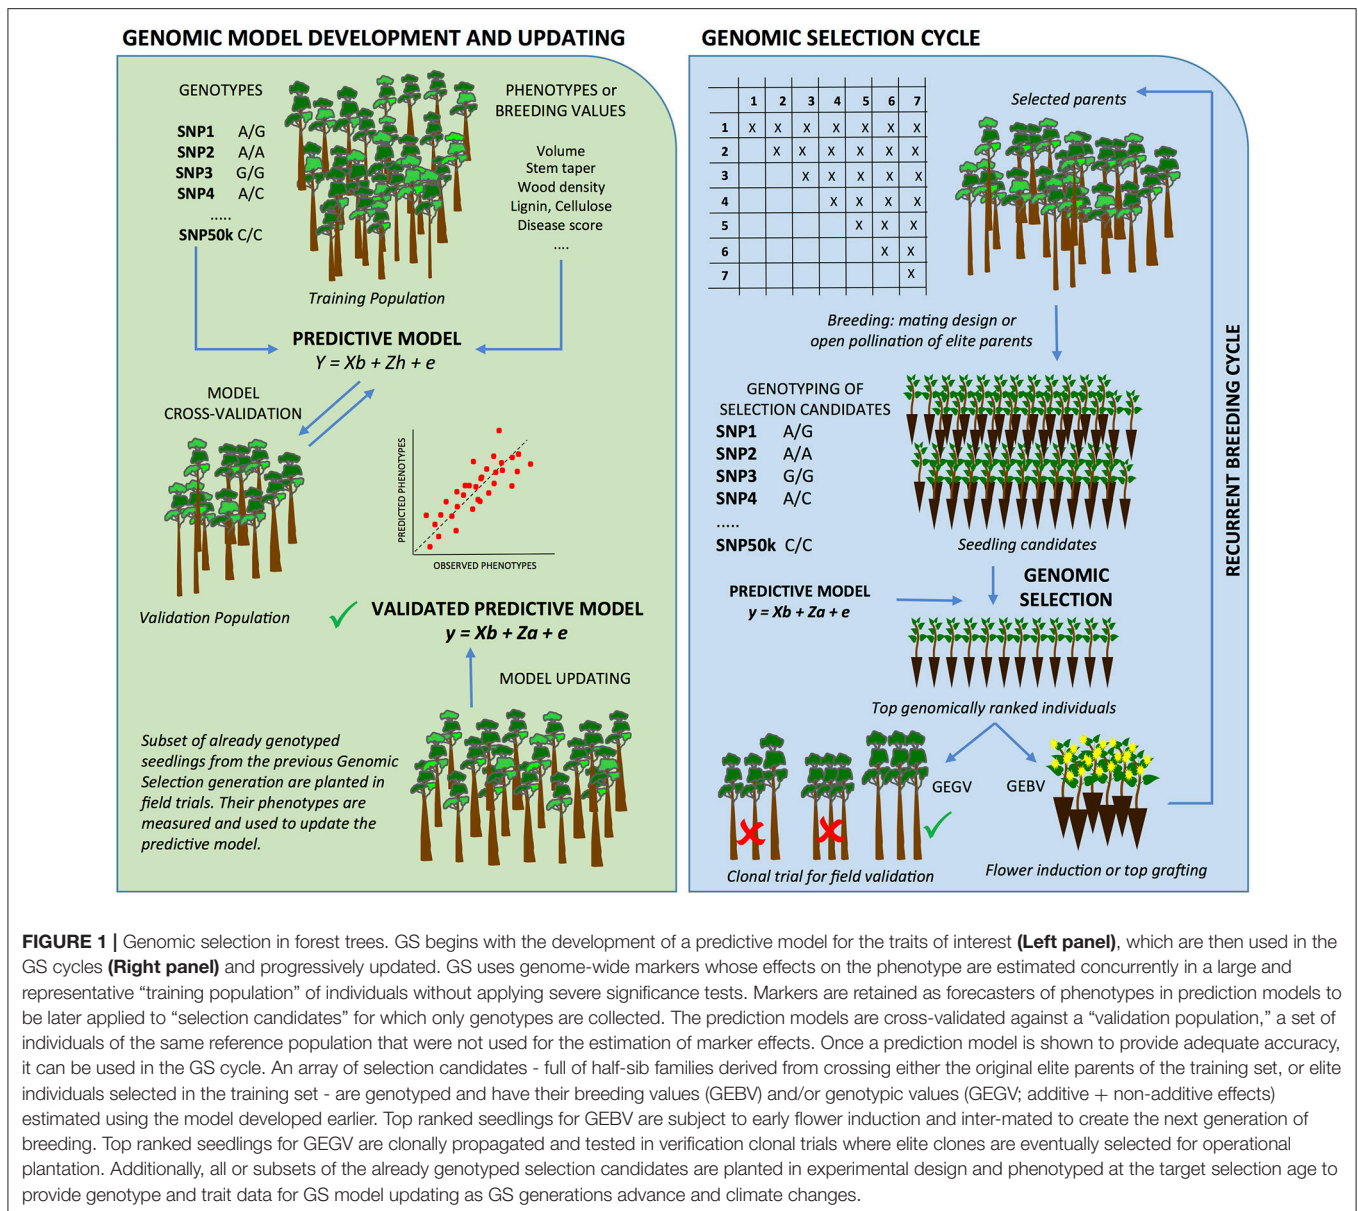 GENOMIC MODEL DEVELOPMENT AND UPDATING
GENOTYPES
SNP1 A/G
SNP2 A/A
SNP3 G/G
SNP4 A/C
.....
SNP50k C/C
PHENOTYPES or
BREEDING VALUES
Volume
Stem taper
Wood density
Lignin, Cellulose
Disease score
....
Training Population
PREDICTIVE MODEL
Y = Xb + Zh + e
MODEL
CROSS-VALIDATION
PREDICTED PHENOTYPES
OBSERVED PHENOTYPES
Validation Population
VALIDATED PREDICTIVE MODEL
y = Xb + Za + e
MODEL UPDATING
Subset of already genotyped
seedlings from the previous Genomic
Selection generation are planted in
field trials. Their phenotypes are
measured and used to update the
predictive model.
GENOMIC SELECTION CYCLE
1 2 3 4 5 6 7
1 X X X X X X X
2 X X X X X X
3 X X X X X
4 X X X X
5 X X X
6 X X
7 X
Selected parents
Breeding: mating design or
open pollination of elite parents
GENOTYPING OF
SELECTION CANDIDATES
SNP1 A/G
SNP2 A/A
SNP3 G/G
SNP4 A/C
.....
SNP50k C/C
Seedling candidates
PREDICTIVE MODEL
y = Xb + Za + e
GENOMIC
SELECTION
Top genomically ranked individuals
GEGV
GEBV
Clonal trial for field validation
Flower induction or top grafting
RECURRENT BREEDING CYCLE
FIGURE 1 | Genomic selection in forest trees. GS begins with the development of a predictive model for the traits of interest (Left panel), which are then used in the
GS cycles (Right panel) and progressively updated. GS uses genome-wide markers whose effects on the phenotype are estimated concurrently in a large and
representative “training population” of individuals without applying severe significance tests. Markers are retained as forecasters of phenotypes in prediction models to
be later applied to “selection candidates” for which only genotypes are collected. The prediction models are cross-validated against a “validation population,” a set of
individuals of the same reference population that were not used for the estimation of marker effects. Once a prediction model is shown to provide adequate accuracy,
it can be used in the GS cycle. An array of selection candidates - full of half-sib families derived from crossing either the original elite parents of the training set, or elite
individuals selected in the training set - are genotyped and have their breeding values (GEBV) and/or genotypic values (GEGV; additive + non-additive effects)
estimated using the model developed earlier. Top ranked seedlings for GEBV are subject to early flower induction and inter-mated to create the next generation of
breeding. Top ranked seedlings for GEGV are clonally propagated and tested in verification clonal trials where elite clones are eventually selected for operational
plantation. Additionally, all or subsets of the already genotyped selection candidates are planted in experimental design and phenotyped at the target selection age to
provide genotype and trait data for GS model updating as GS generations advance and climate changes.